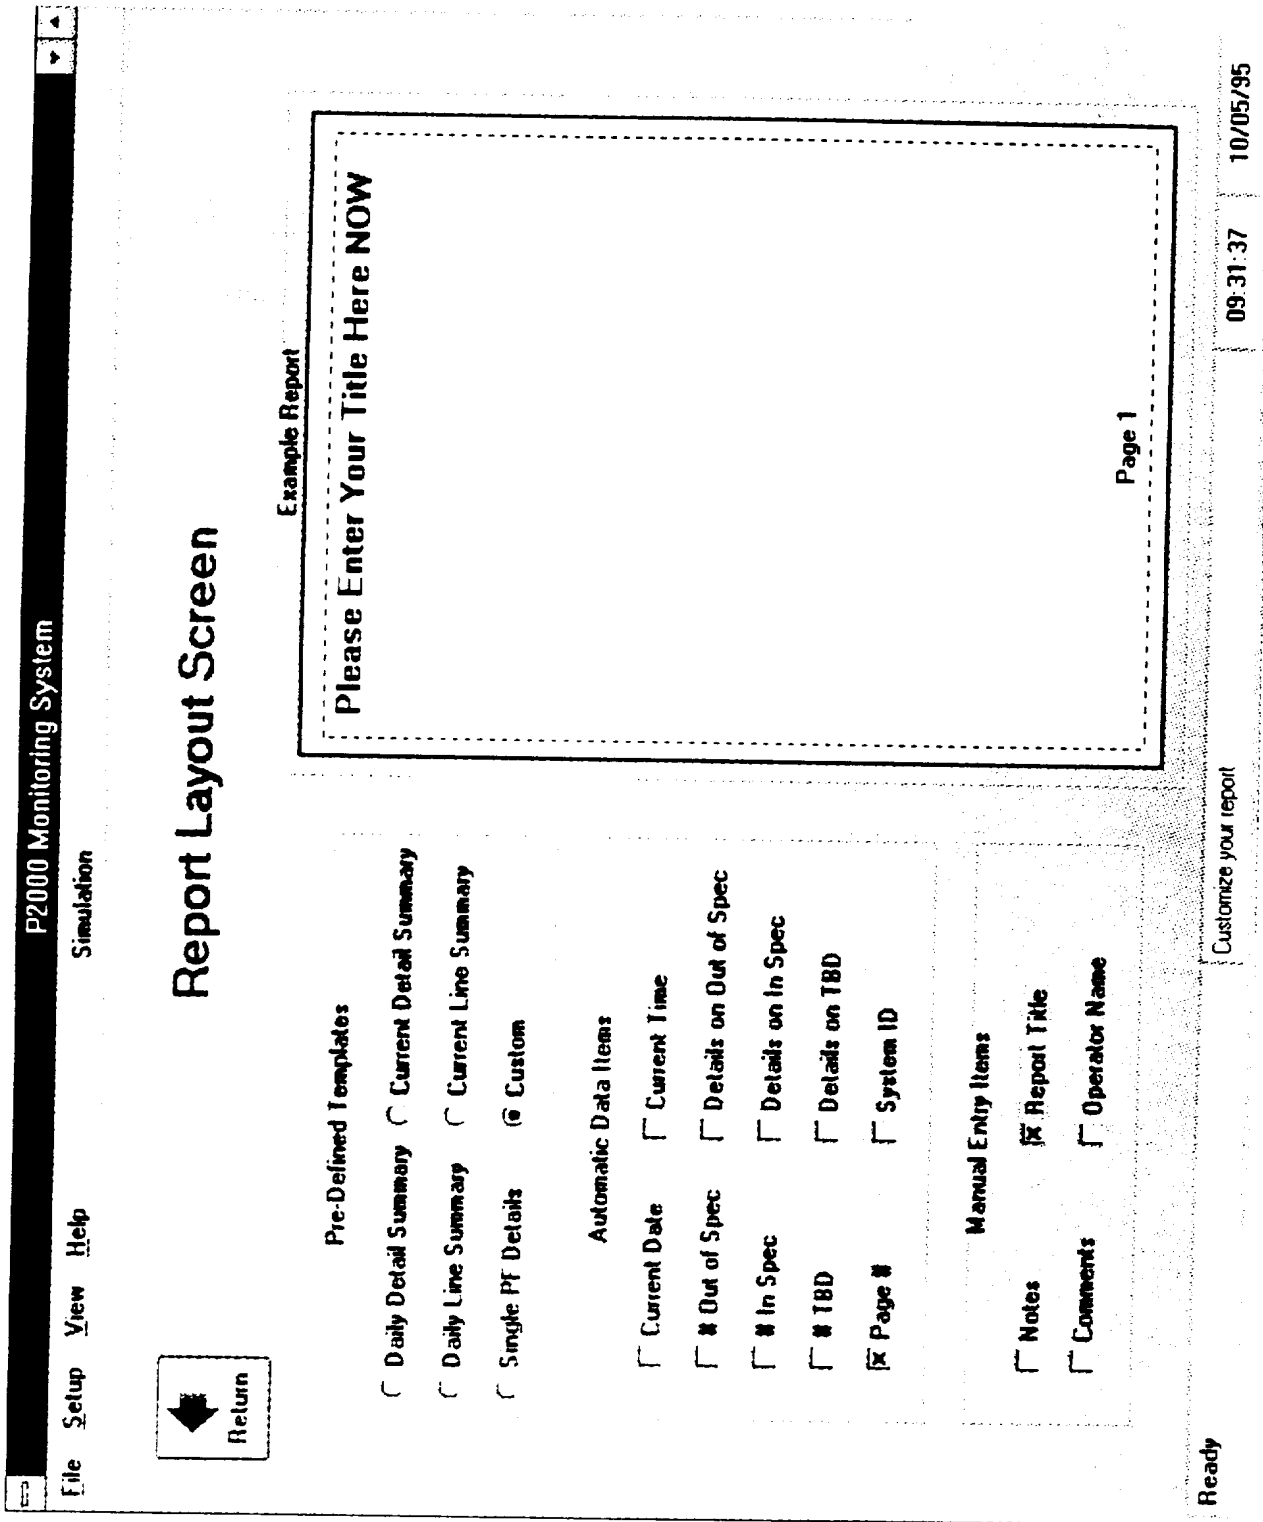 P2000 Monitoring System
File Setup View Help
Simulation
Return
Report Layout Screen
Pre-Defined Templates
Daily Detail Summary Current Detail Summary
Daily Line Summary Current Line Summary
Single PF Details Custom
Automatic Data Items
Current Date Current Time
# Out of Spec Details on Out of Spec
# In Spec Details on In Spec
# TBD Details on TBD
Page # System ID
Manual Entry Items
Notes Report Title
Comments Operator Name
Example Report
Please Enter Your Title Here NOW
Page 1
Ready Customize your report 09:31:37 10/05/95